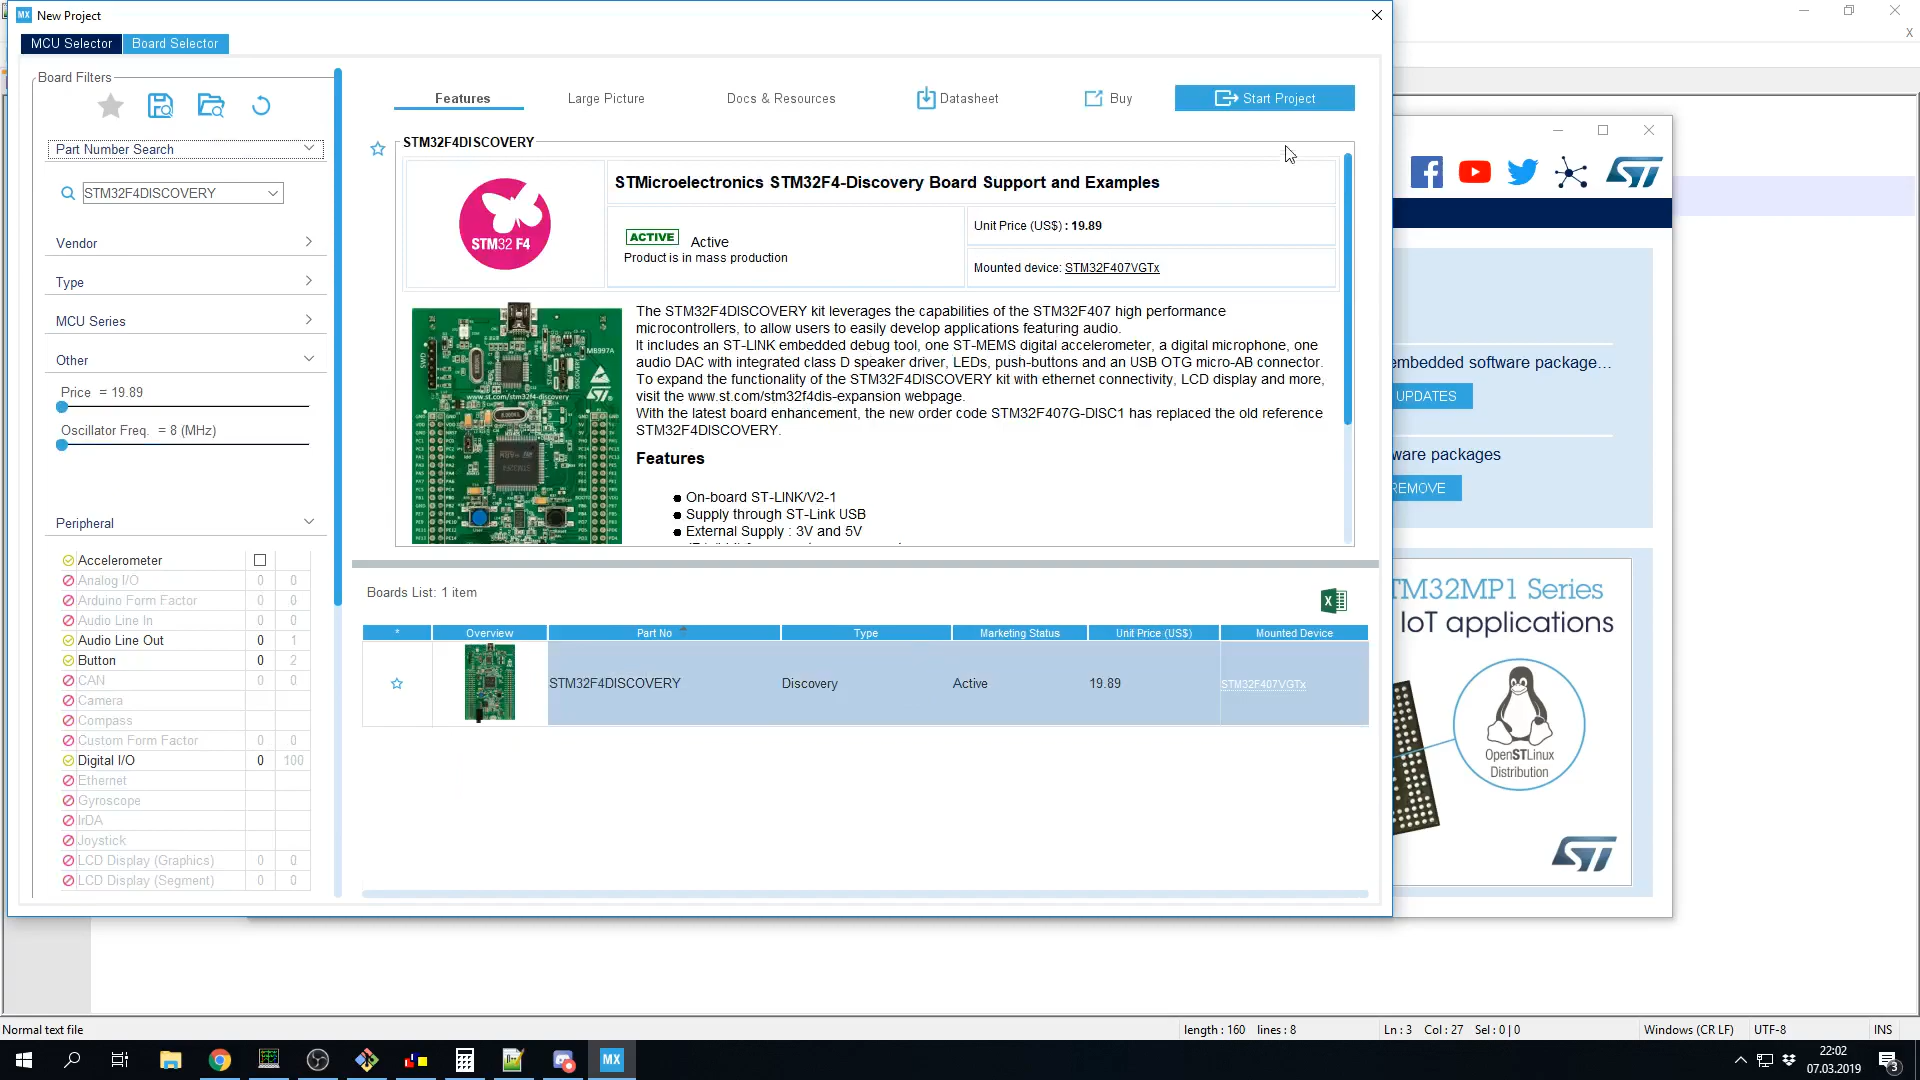 New Project
MCU Selector
Board Selector
Board Filters
Part Number Search
STM32F4DISCOVERY
Vendor
Type
MCU Series
Other
Price = 19.89
Oscillator Freq. = 8 (MHz)
Peripheral
Accelerometer
Analog I/O 0 0
Arduino Form Factor 0 0
Audio Line In 0 0
Audio Line Out 0 1
Button 0 2
CAN 0 0
Camera
Compass
Custom Form Factor 0 0
Digital I/O 0 100
Ethernet
Gyroscope
IrDA
Joystick
LCD Display (Graphics) 0 0
LCD Display (Segment) 0 0
Features
Large Picture
Docs & Resources
Datasheet
Buy
Start Project
STM32F4DISCOVERY
STM32 F4
STMicroelectronics STM32F4-Discovery Board Support and Examples
ACTIVE Active
Product is in mass production
Unit Price (US$) : 19.89
Mounted device: STM32F407VGTx
www.st.com/stm32f4-discovery
MB997A
The STM32F4DISCOVERY kit leverages the capabilities of the STM32F407 high performance
microcontrollers, to allow users to easily develop applications featuring audio.
It includes an ST-LINK embedded debug tool, one ST-MEMS digital accelerometer, a digital microphone, one
audio DAC with integrated class D speaker driver, LEDs, push-buttons and an USB OTG micro-AB connector.
To expand the functionality of the STM32F4DISCOVERY kit with ethernet connectivity, LCD display and more,
visit the www.st.com/stm32f4dis-expansion webpage.
With the latest board enhancement, the new order code STM32F407G-DISC1 has replaced the old reference
STM32F4DISCOVERY.
Features
● On-board ST-LINK/V2-1
● Supply through ST-Link USB
● External Supply : 3V and 5V
Boards List: 1 item
* Overview Part No Type Marketing Status Unit Price (US$) Mounted Device
STM32F4DISCOVERY Discovery Active 19.89 STM32F407VGTx
embedded software package...
UPDATES
ware packages
REMOVE
TM32MP1 Series
IoT applications
OpenSTLinux
Distribution
ST
Normal text file
length : 160 lines : 8
Ln : 3 Col : 27 Sel : 0 | 0
Windows (CR LF)
UTF-8
INS
MX
22:02
07.03.2019
3